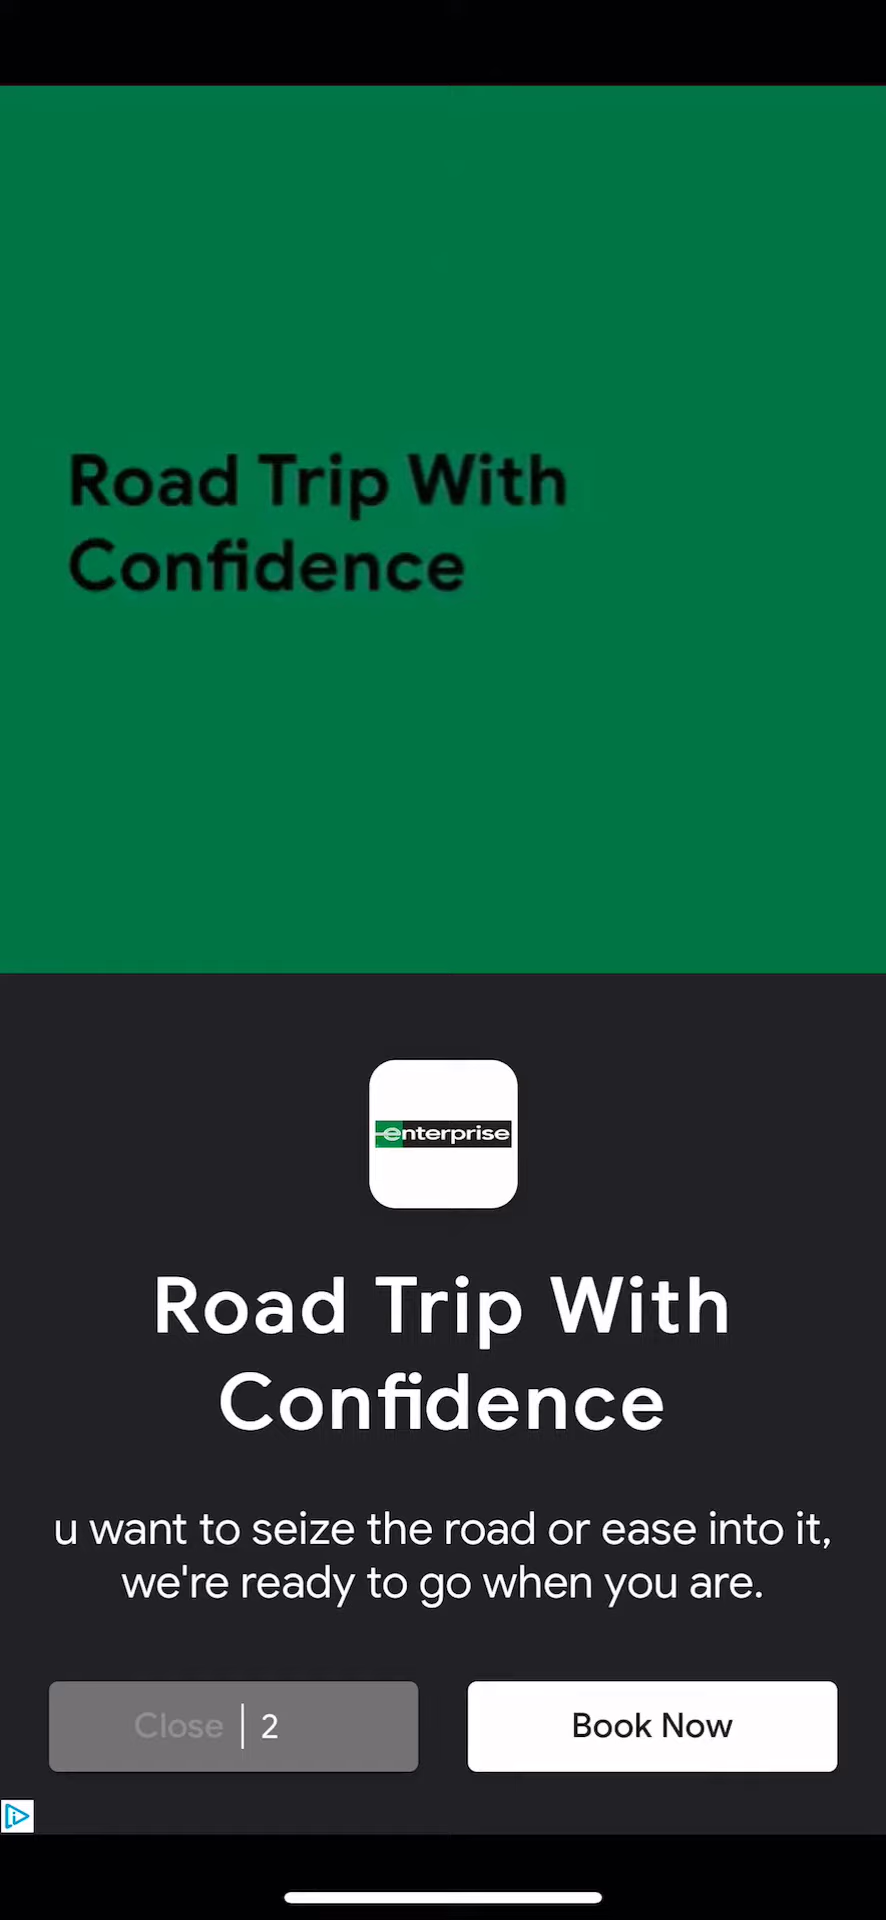 Road Trip With
Confidence
enterprise
Road Trip With
Confidence
u want to seize the road or ease into it,
we're ready to go when you are.
Close | 2
Book Now